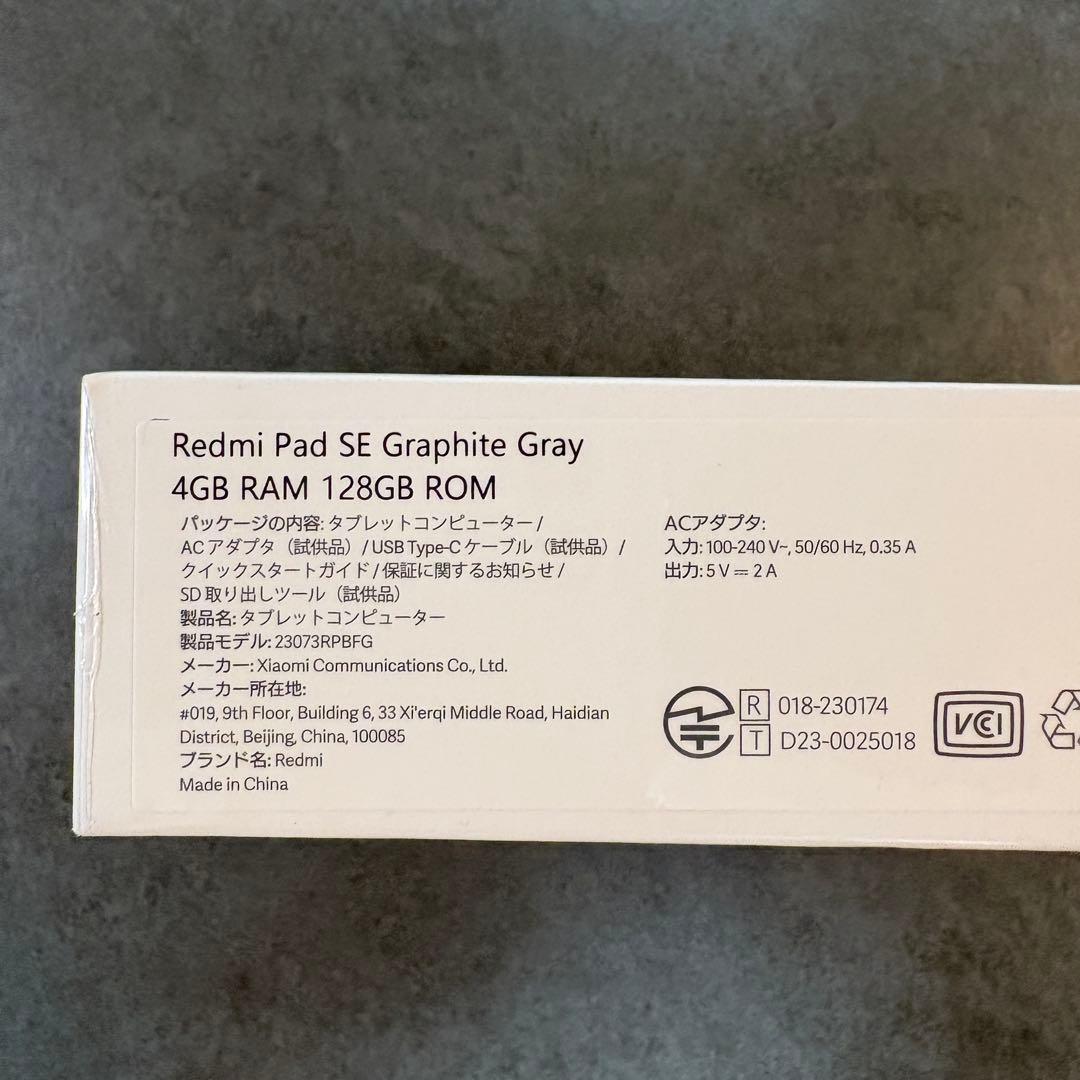 Redmi Pad SE Graphite Gray
4GB RAM 128GB ROM
パッケージの内容: タブレットコンピューター /
AC アダプタ（試供品）/ USB Type-C ケーブル（試供品）/
クイックスタートガイド / 保証に関するお知らせ /
SD 取り出しツール（試供品）
製品名: タブレットコンピューター
製品モデル: 23073RPBFG
メーカー: Xiaomi Communications Co., Ltd.
メーカー所在地:
#019, 9th Floor, Building 6, 33 Xi'erqi Middle Road, Haidian
District, Beijing, China, 100085
ブランド名: Redmi
Made in China
ACアダプタ:
入力: 100-240 V~, 50/60 Hz, 0.35 A
出力: 5 V ⎓ 2 A
R 018-230174
T D23-0025018
VCCI